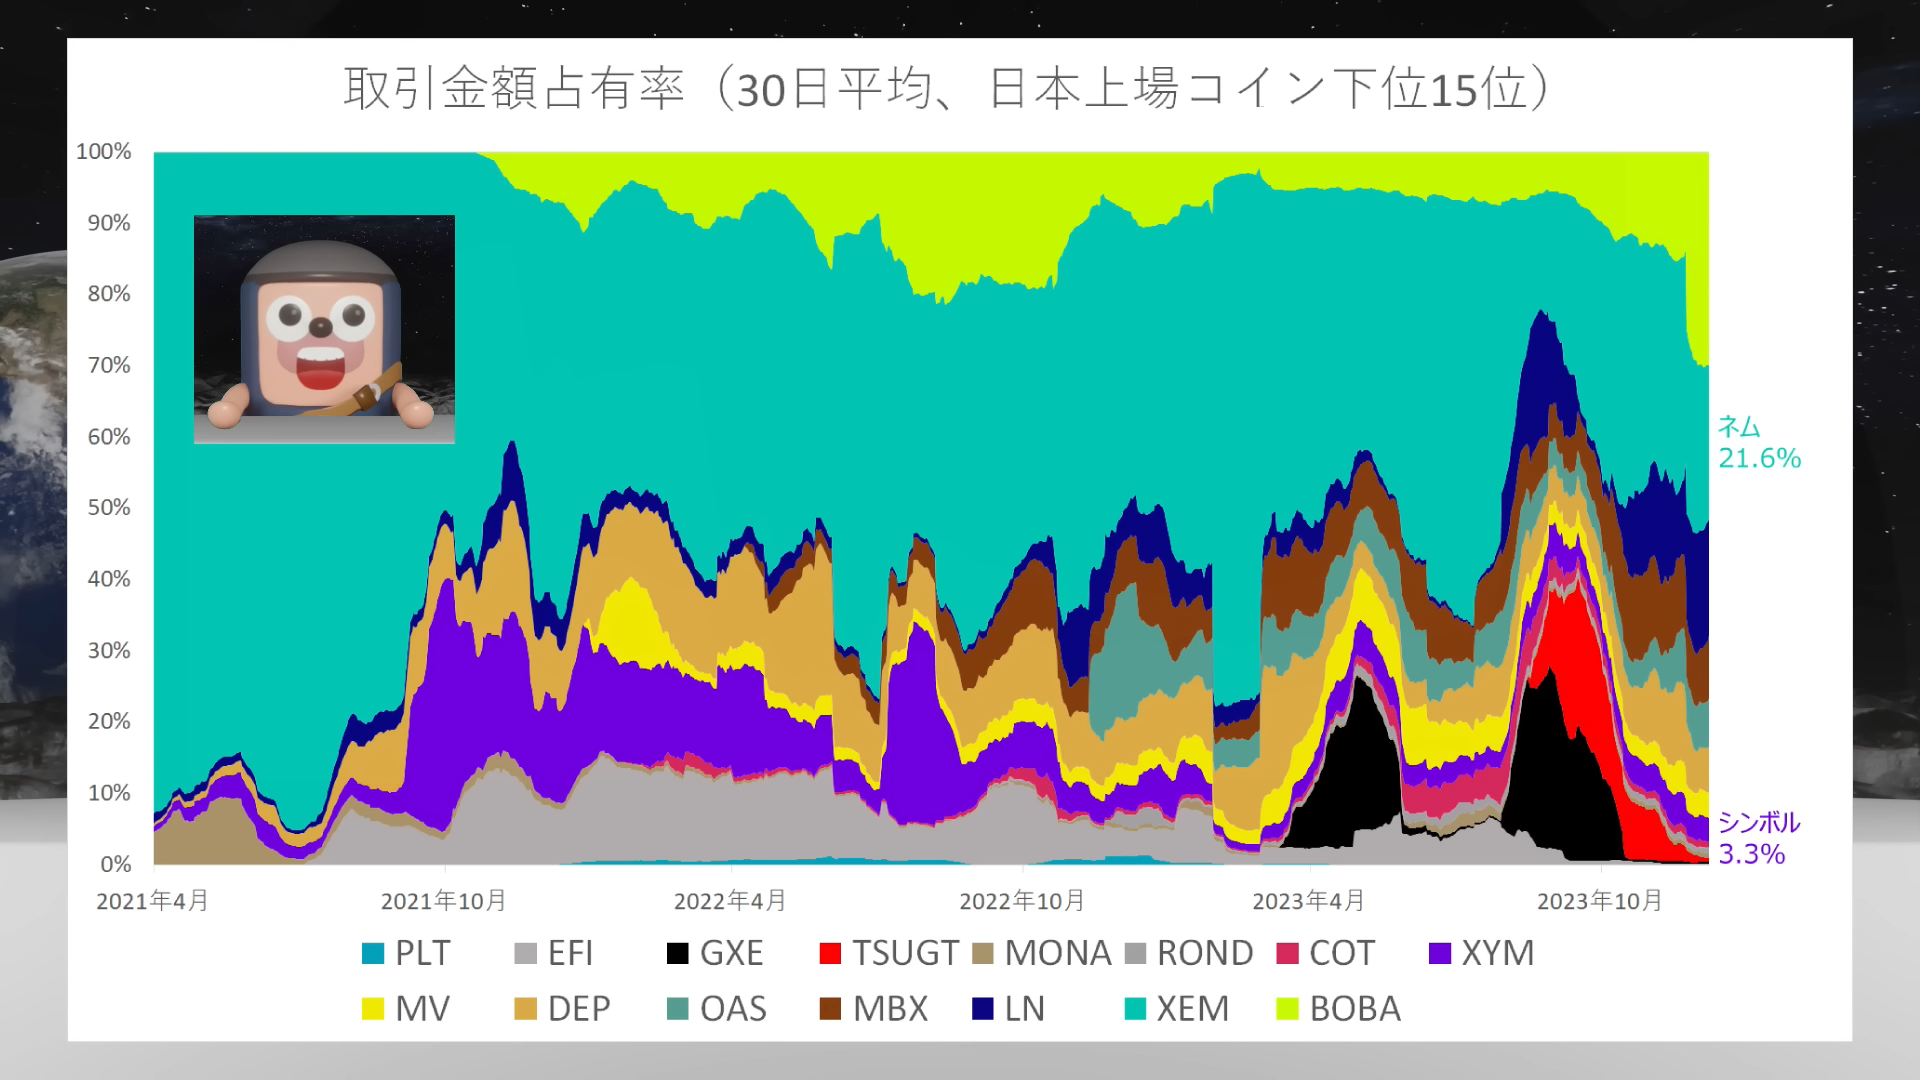 取引金額占有率（30日平均、日本上場コイン下位15位）
100%
90%
80%
70%
60%
50%
40%
30%
20%
10%
0%
ネム
21.6%
シンボル
3.3%
2021年4月 2021年10月 2022年4月 2022年10月 2023年4月 2023年10月
PLT EFI GXE TSUGT MONA ROND COT XYM
MV DEP OAS MBX LN XEM BOBA